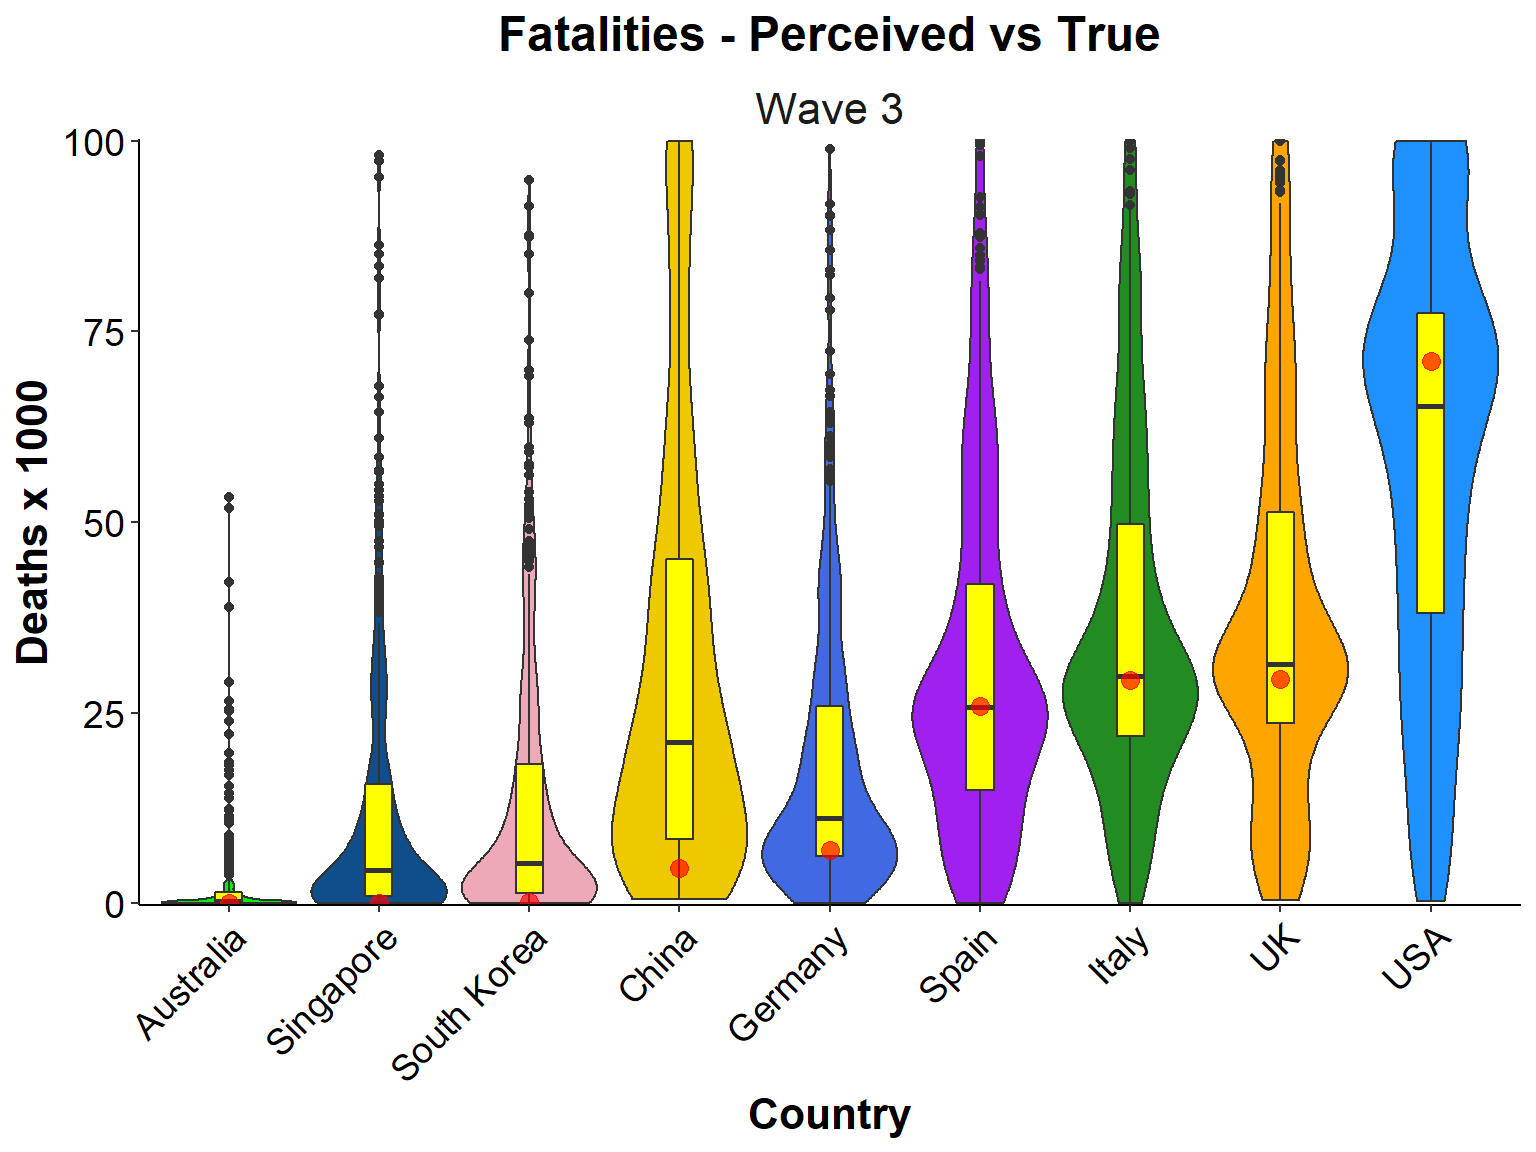 Fatalities - Perceived vs True
Wave 3
100
75
50
25
0
Deaths x 1000
Australia
Singapore
South Korea
China
Germany
Spain
Italy
UK
USA
Country